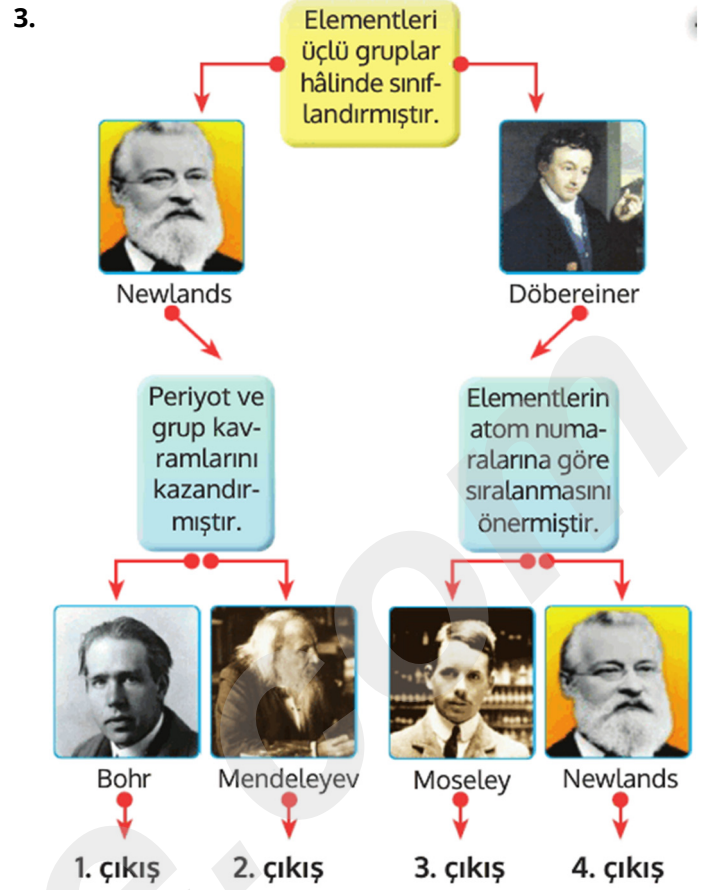 3.
Elementleri
üçlü gruplar
hâlinde sınıf-
landırmıştır.
Newlands
Döbereiner
Periyot ve
grup kav-
ramlarını
kazandır-
mıştır.
Elementlerin
atom numa-
ralarına göre
sıralanmasını
önermiştir.
Bohr
Mendeleyev
Moseley
Newlands
1. çıkış
2. çıkış
3. çıkış
4. çıkış